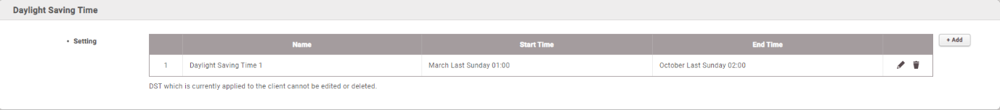 Daylight Saving Time
• Setting
Name Start Time End Time
+ Add
1 Daylight Saving Time 1 March Last Sunday 01:00 October Last Sunday 02:00
DST which is currently applied to the client cannot be edited or deleted.